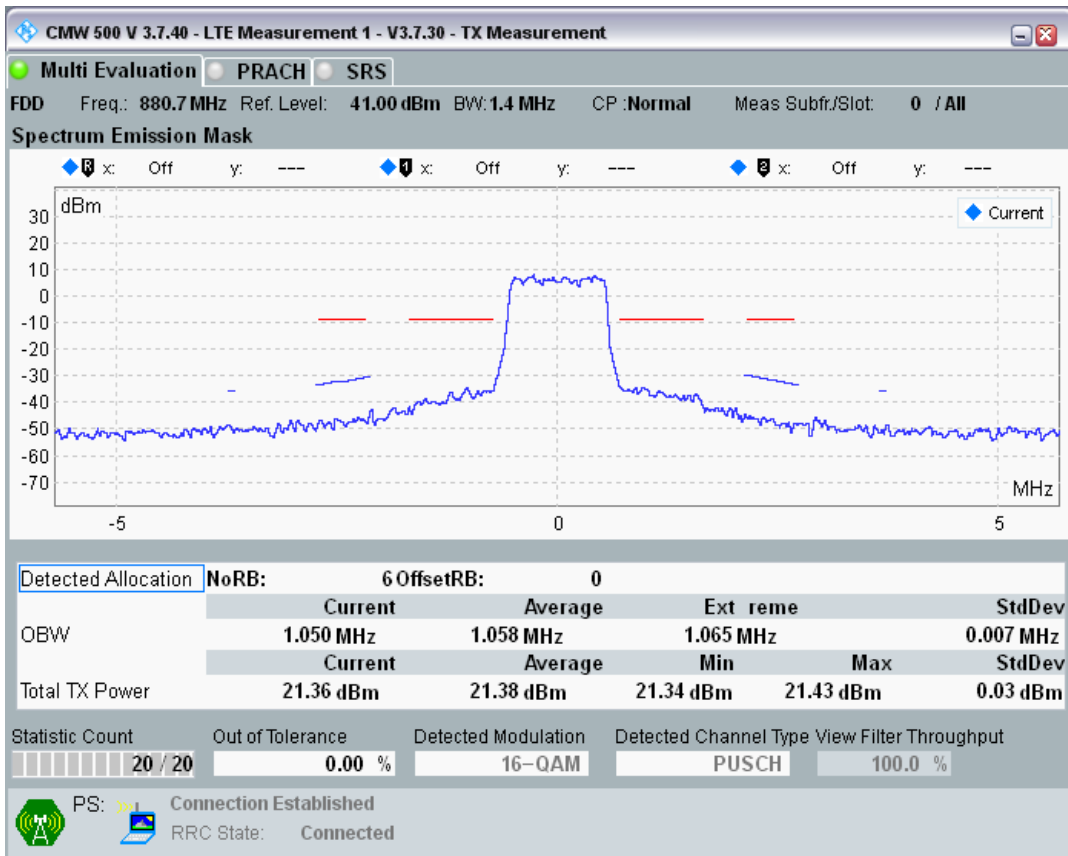 CMW 500 V 3.7.40 - LTE Measurement 1 - V3.7.30 - TX Measurement
Multi Evaluation PRACH SRS
FDD Freq.: 880.7 MHz Ref. Level: 41.00 dBm BW: 1.4 MHz CP :Normal Meas Subfr./Slot: 0 / All
Spectrum Emission Mask
R x: Off y: --- 1 x: Off y: --- 2 x: Off y: ---
dBm
Current
30
20
10
0
-10
-20
-30
-40
-50
-60
-70
MHz
-5 0 5
Detected Allocation NoRB: 6 OffsetRB: 0
Current Average Ext reme StdDev
OBW 1.050 MHz 1.058 MHz 1.065 MHz 0.007 MHz
Current Average Min Max StdDev
Total TX Power 21.36 dBm 21.38 dBm 21.34 dBm 21.43 dBm 0.03 dBm
Statistic Count Out of Tolerance Detected Modulation Detected Channel Type View Filter Throughput
20 / 20 0.00 % 16-QAM PUSCH 100.0 %
PS: Connection Established
RRC State: Connected